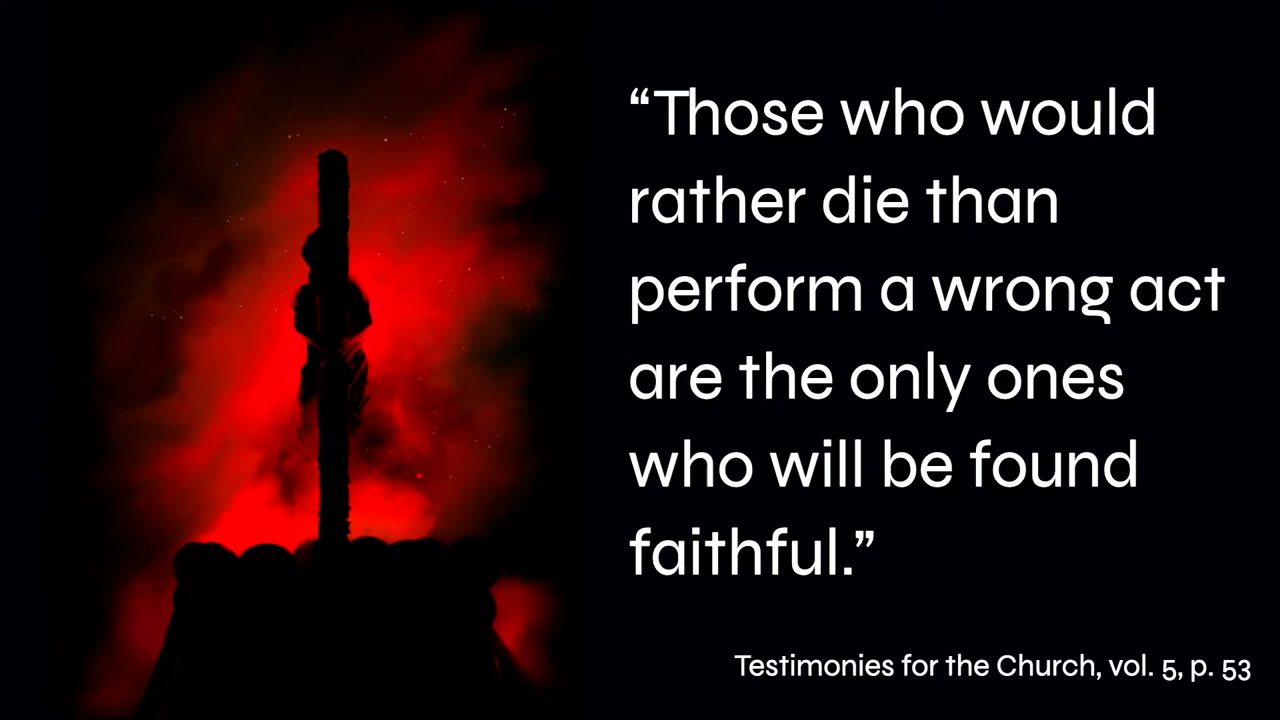 “Those who would
rather die than
perform a wrong act
are the only ones
who will be found
faithful.”
Testimonies for the Church, vol. 5, p. 53